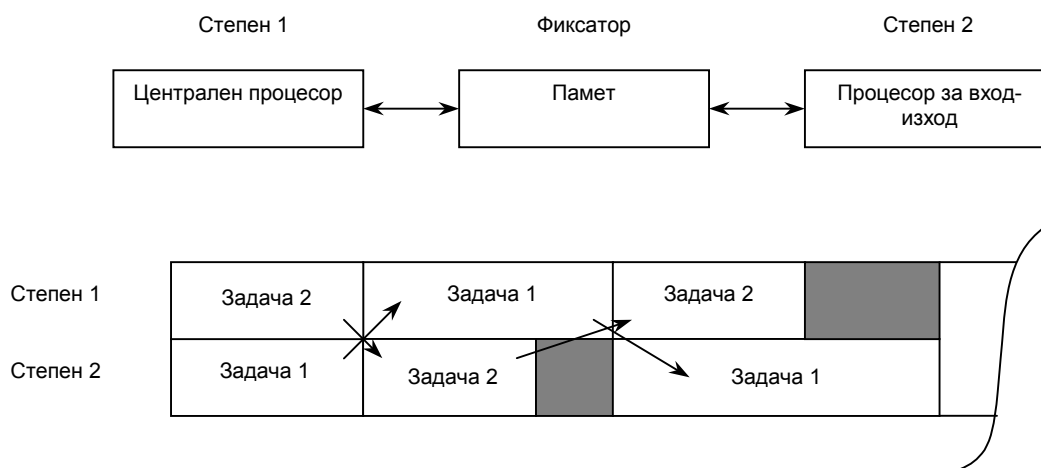 Степен 1
Фиксатор
Степен 2
Централен процесор
Памет
Процесор за вход-
изход
Степен 1
Задача 2
Задача 1
Задача 2
Степен 2
Задача 1
Задача 2
Задача 1